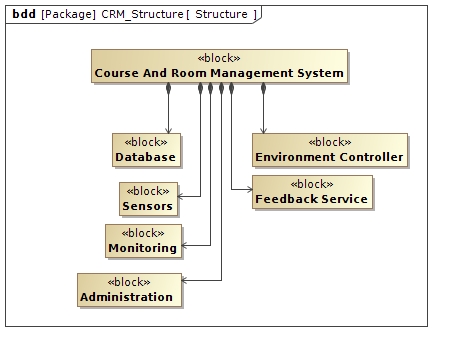 bdd [Package] CRM_Structure [ Structure ]
«block»
Course And Room Management System
«block»
Database
«block»
Environment Controller
«block»
Sensors
«block»
Feedback Service
«block»
Monitoring
«block»
Administration